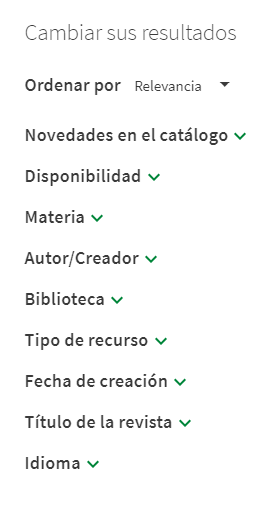 Cambiar sus resultados
Ordenar por Relevancia
Novedades en el catálogo
Disponibilidad
Materia
Autor/Creador
Biblioteca
Tipo de recurso
Fecha de creación
Título de la revista
Idioma